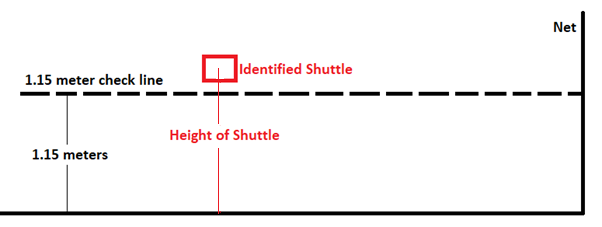 Net
Identified Shuttle
1.15 meter check line
Height of Shuttle
1.15 meters